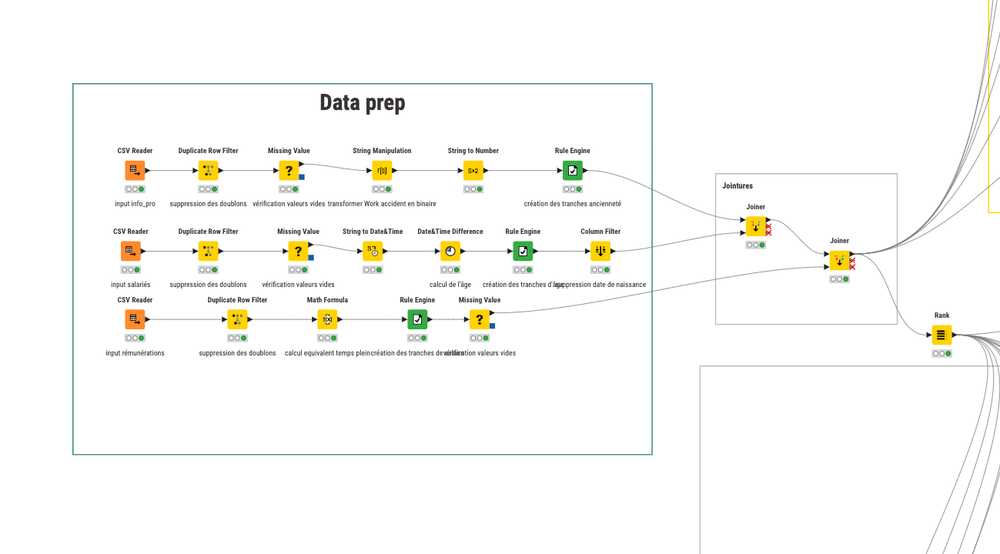 Data prep
CSV Reader
Duplicate Row Filter
Missing Value
String Manipulation
String to Number
Rule Engine
input info_pro
suppression des doublons
vérification valeurs vides
transformer Work accident en binaire
création des tranches ancienneté
CSV Reader
Duplicate Row Filter
Missing Value
String to Date&Time
Date&Time Difference
Rule Engine
Column Filter
input salariés
suppression des doublons
vérification valeurs vides
calcul de l'âge
création des tranches d'âge
suppression date de naissance
CSV Reader
Duplicate Row Filter
Math Formula
Rule Engine
Missing Value
input rémunérations
suppression des doublons
calcul equivalent temps plein
création des tranches de
vérification valeurs vides
Jointures
Joiner
Joiner
Rank